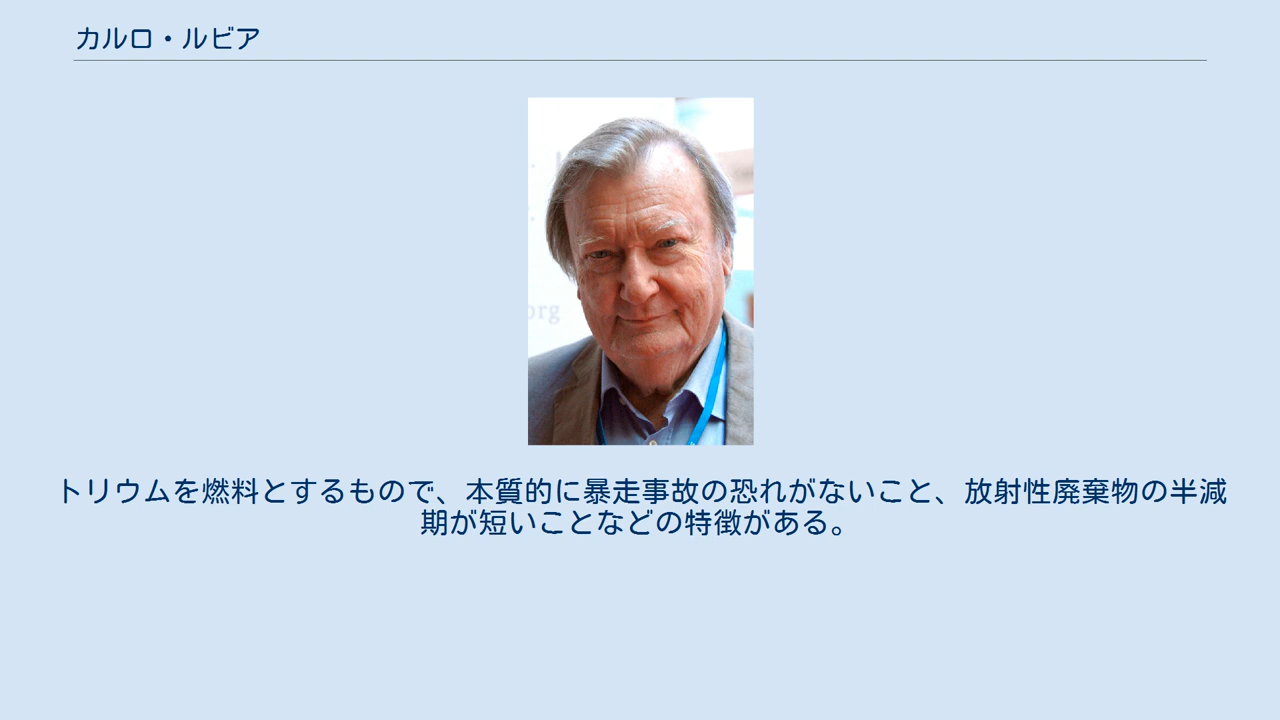 カルロ・ルビア
org
トリウムを燃料とするもので、本質的に暴走事故の恐れがないこと、放射性廃棄物の半減
期が短いことなどの特徴がある。